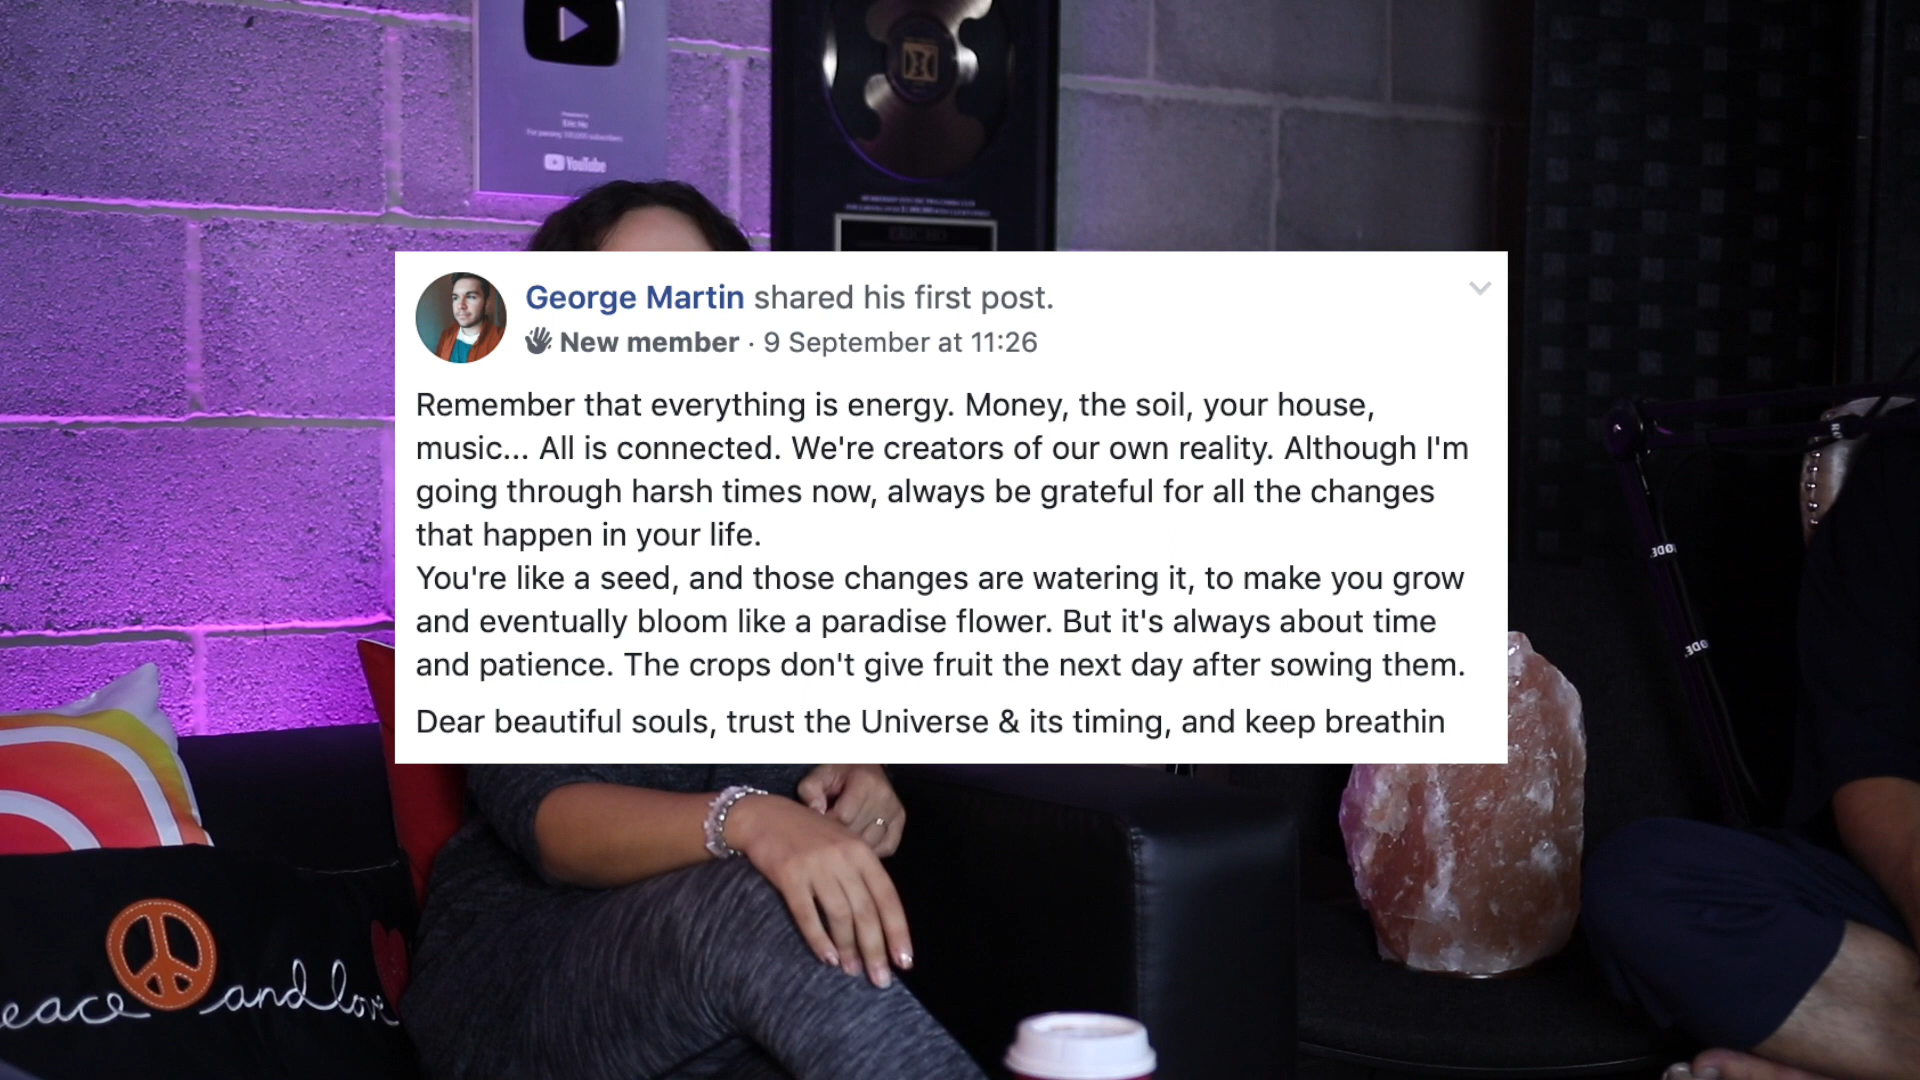 YouTube
ERIC HO
George Martin shared his first post.
New member · 9 September at 11:26
Remember that everything is energy. Money, the soil, your house,
music... All is connected. We're creators of our own reality. Although I'm
going through harsh times now, always be grateful for all the changes
that happen in your life.
You're like a seed, and those changes are watering it, to make you grow
and eventually bloom like a paradise flower. But it's always about time
and patience. The crops don't give fruit the next day after sowing them.
Dear beautiful souls, trust the Universe & its timing, and keep breathin
eace and love